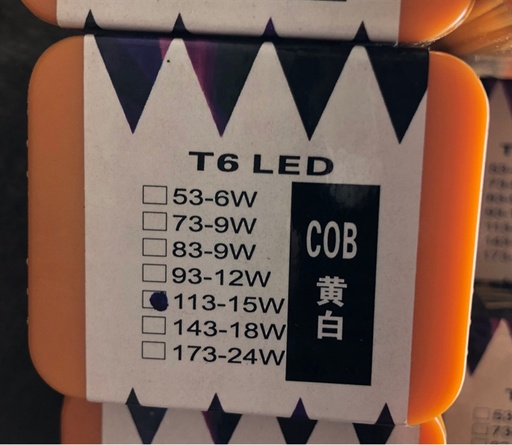 T6 LED
53-6W
73-9W
83-9W
93-12W
113-15W
143-18W
173-24W
COB
黄
白